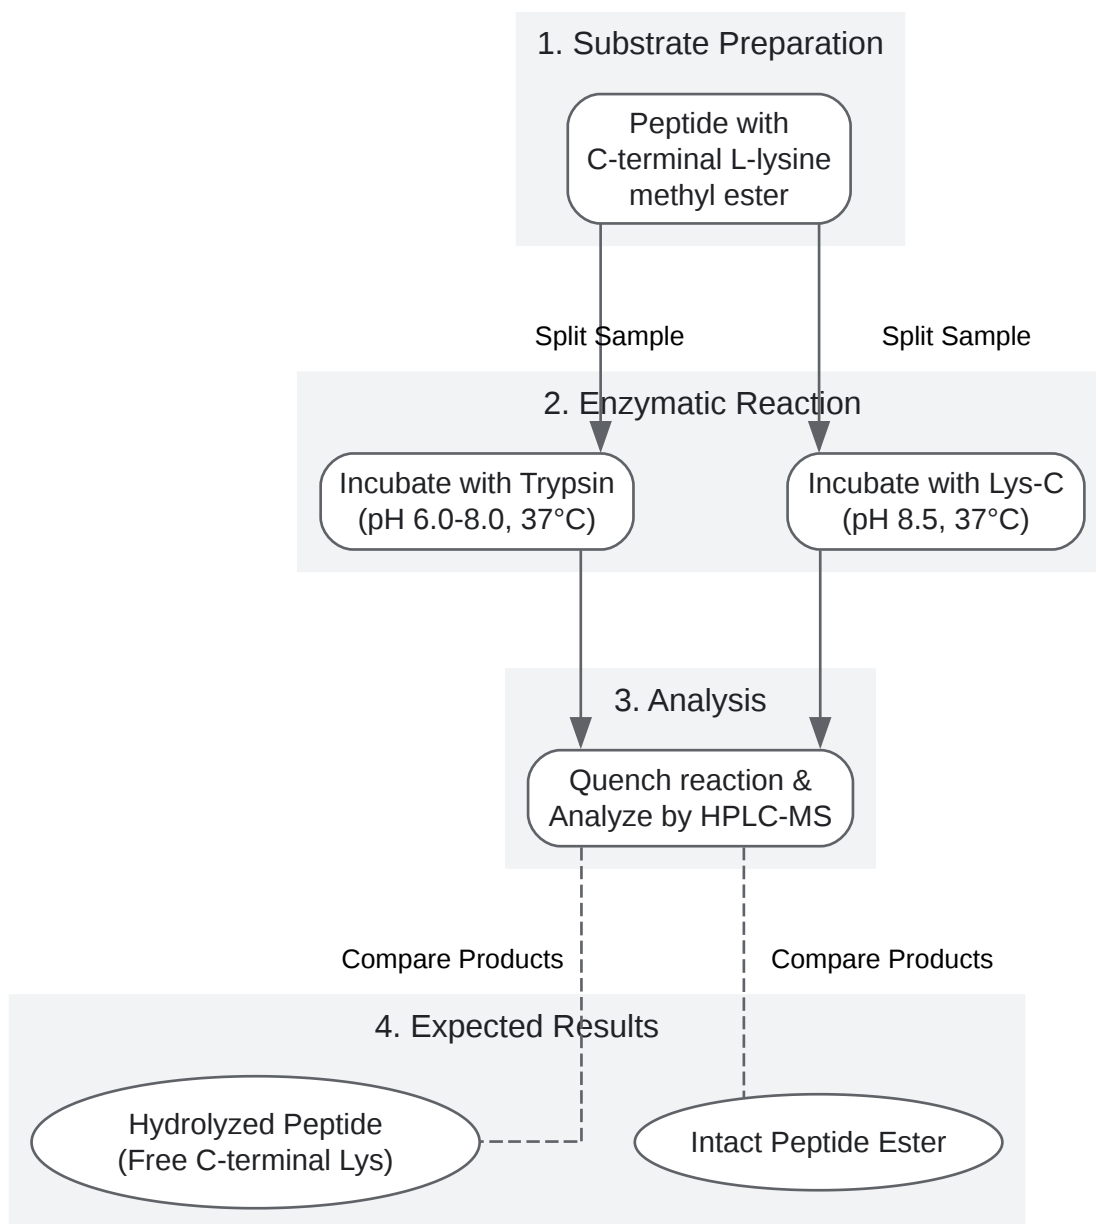 1. Substrate Preparation
Peptide with
C-terminal L-lysine
methyl ester
Split Sample
Split Sample
2. Enzymatic Reaction
Incubate with Trypsin
(pH 6.0-8.0, 37°C)
Incubate with Lys-C
(pH 8.5, 37°C)
3. Analysis
Quench reaction &
Analyze by HPLC-MS
Compare Products
Compare Products
4. Expected Results
Hydrolyzed Peptide
(Free C-terminal Lys)
Intact Peptide Ester